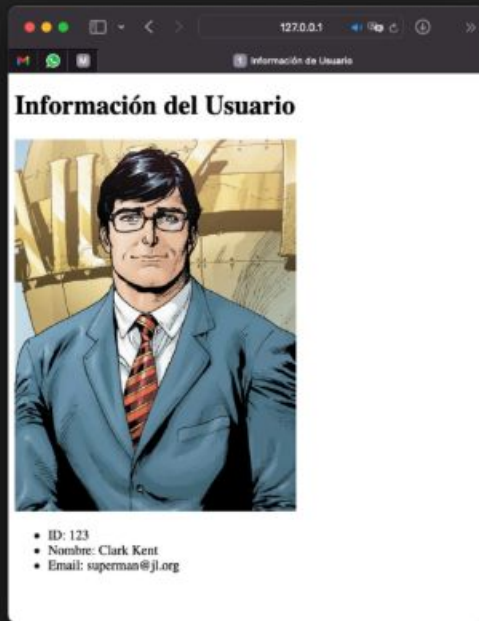 127.0.0.1
Información de Usuario
Información del Usuario
ID: 123
Nombre: Clark Kent
Email: superman@jl.org